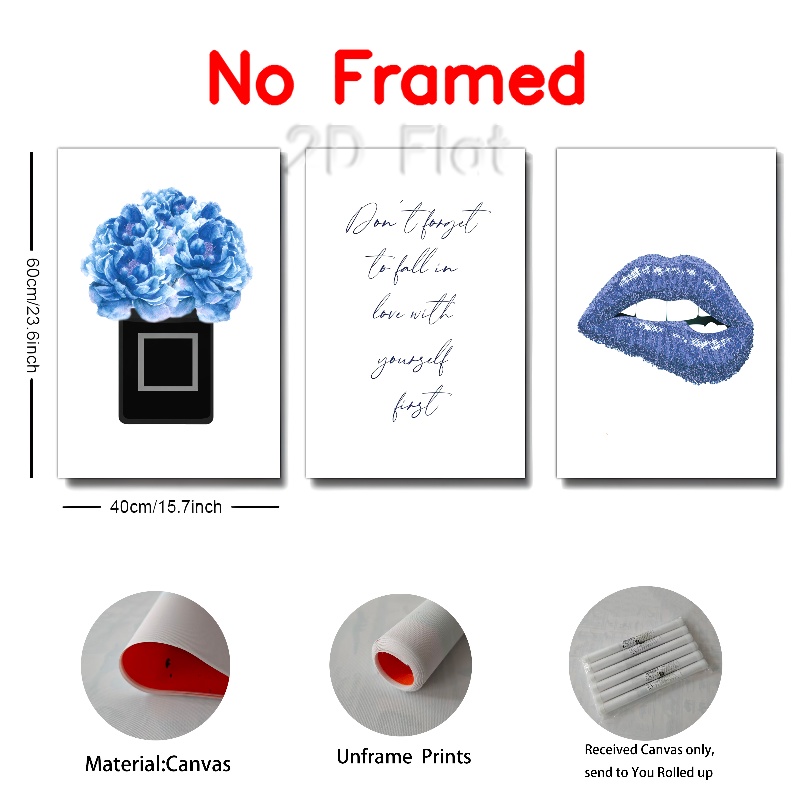 No Framed
2D Flat
60cm/23.6inch
Don't forget
to fall in
love with
yourself
first
40cm/15.7inch
Material:Canvas
Unframe Prints
Received Canvas only,
send to You Rolled up